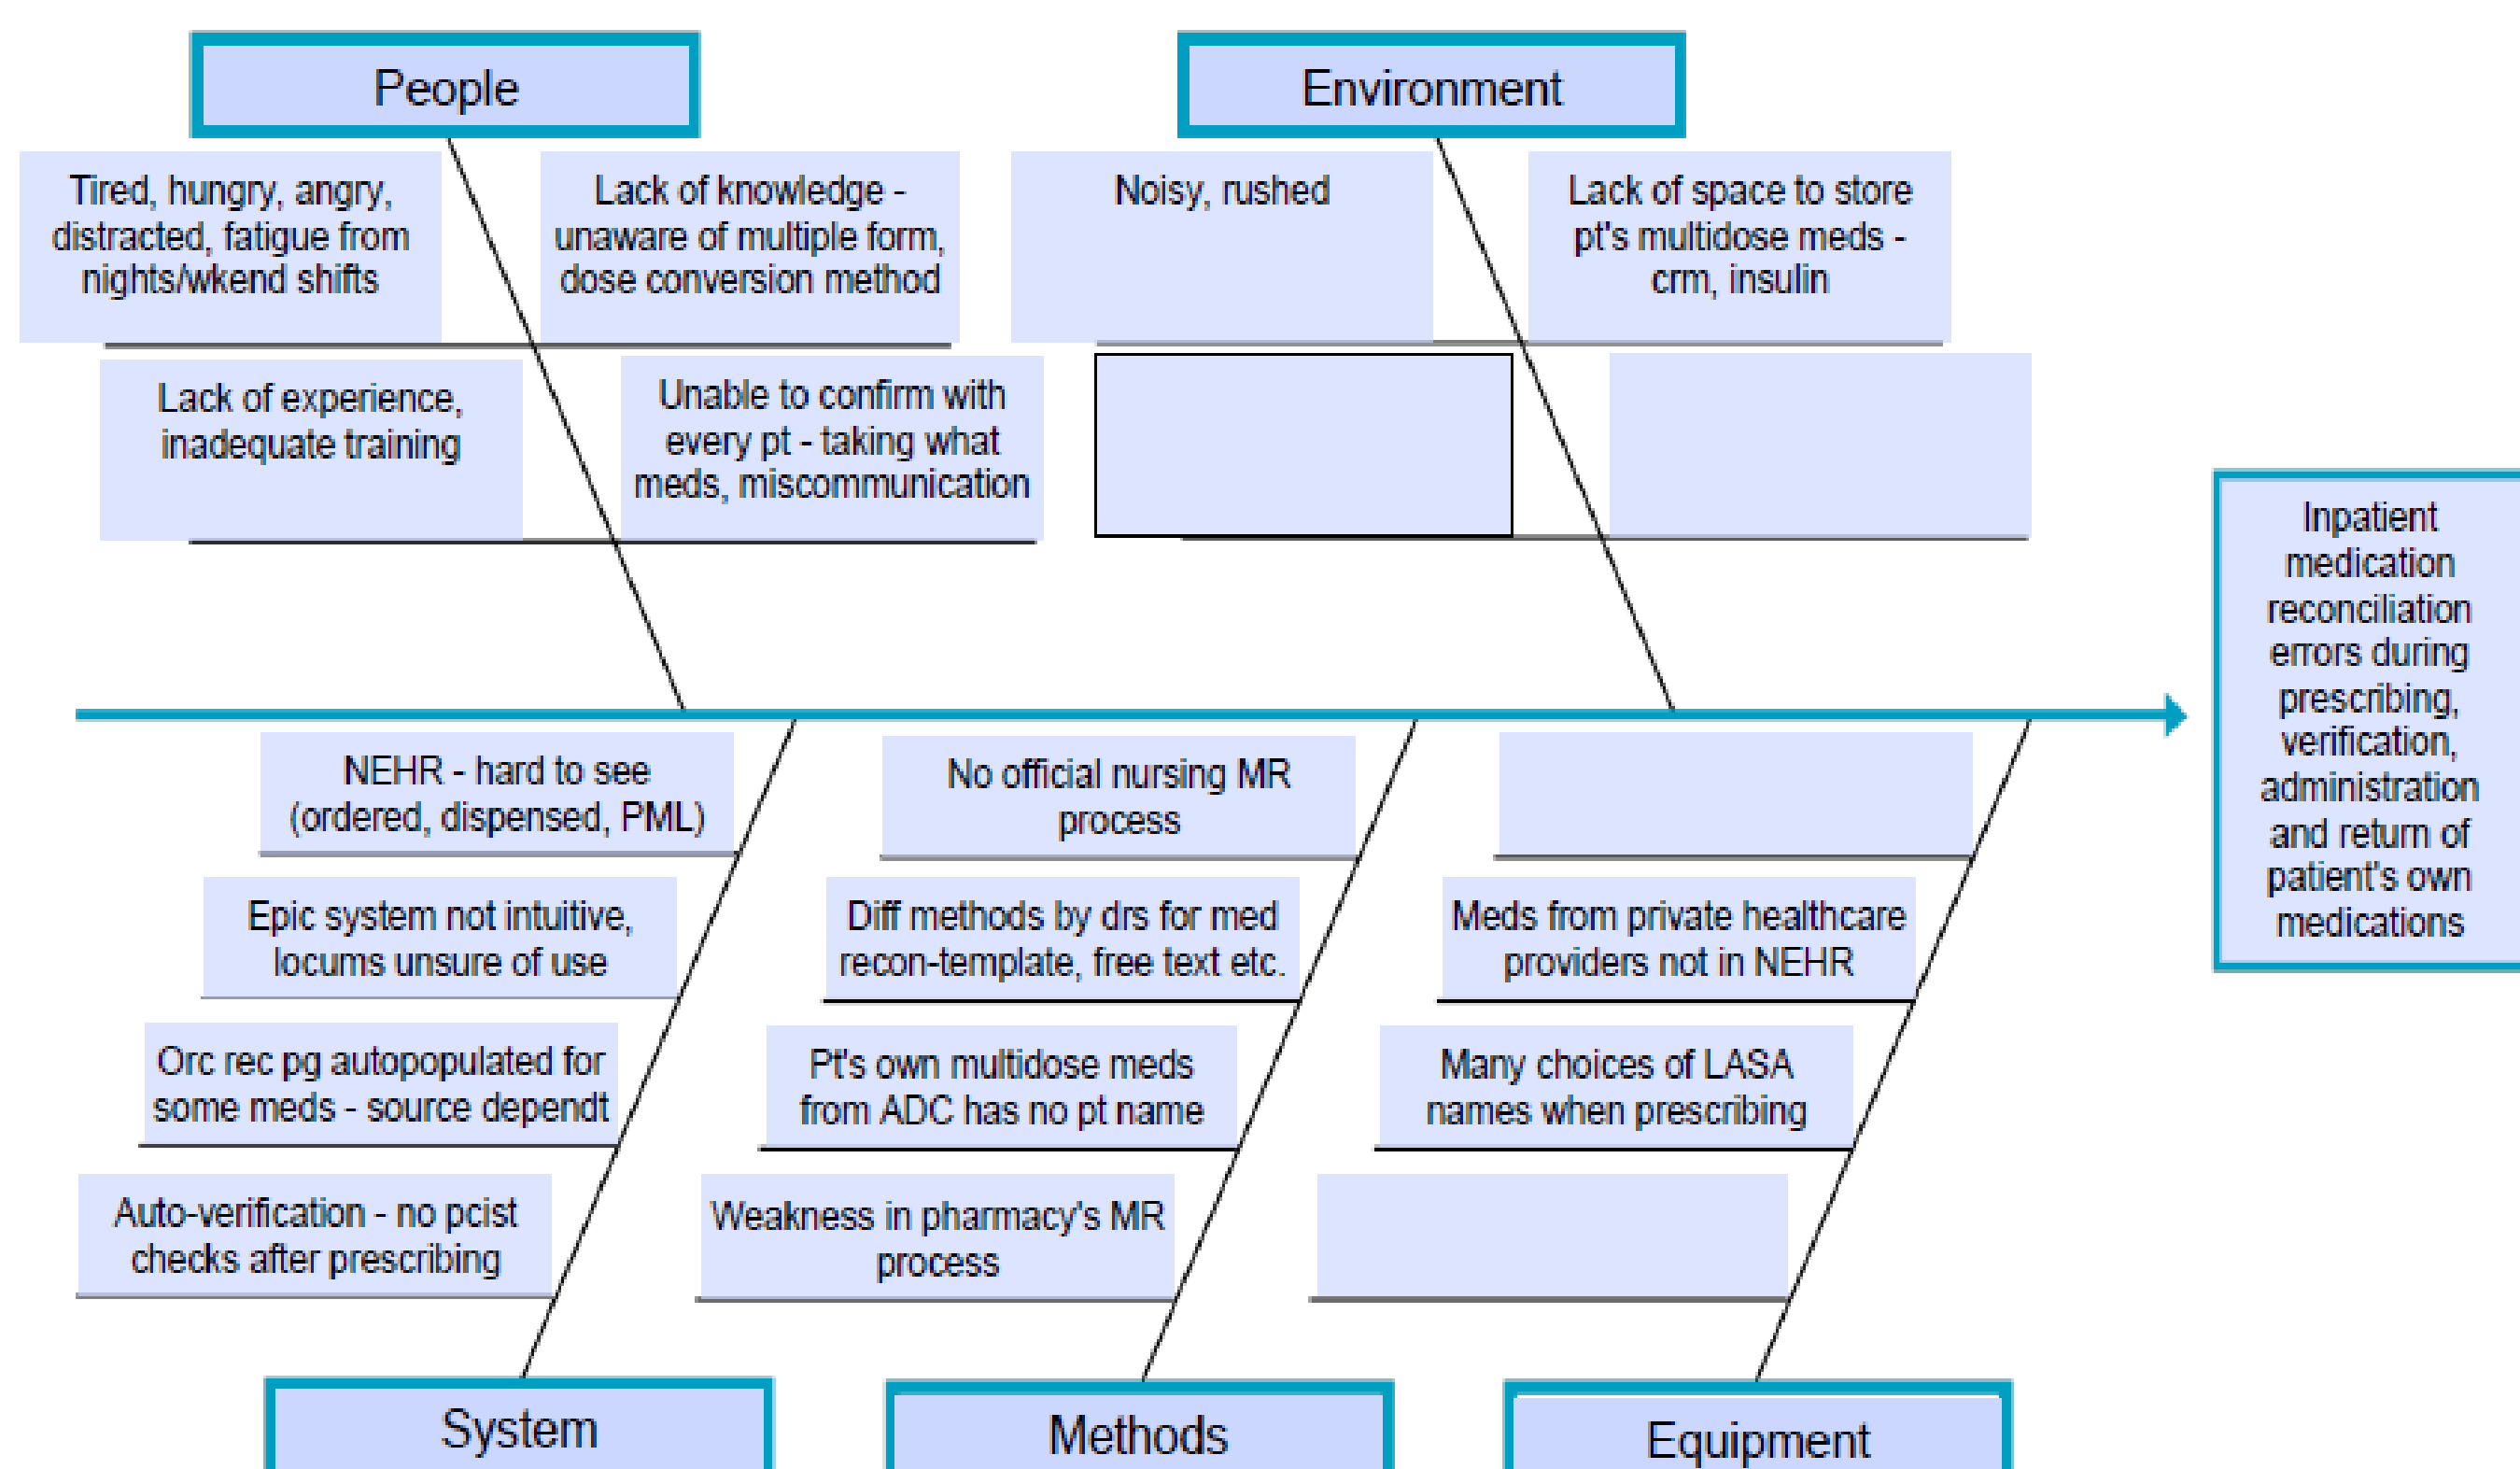 People
Environment
Tired, hungry, angry,
distracted, fatigue from
nights/wkend shifts
Lack of knowledge -
unaware of multiple form,
dose conversion method
Noisy, rushed
Lack of space to store
pt's multidose meds -
crm, insulin
Lack of experience,
inadequate training
Unable to confirm with
every pt - taking what
meds, miscommunication
Inpatient
medication
reconciliation
errors during
prescribing,
verification,
administration
and return of
patient's own
medications
NEHR - hard to see
(ordered, dispensed, PML)
No official nursing MR
process
Epic system not intuitive,
locums unsure of use
Diff methods by drs for med
recon-template, free text etc.
Meds from private healthcare
providers not in NEHR
Orc rec pg autopopulated for
some meds - source dependt
Pt's own multidose meds
from ADC has no pt name
Many choices of LASA
names when prescribing
Auto-verification - no pcist
checks after prescribing
Weakness in pharmacy's MR
process
System
Methods
Equipment